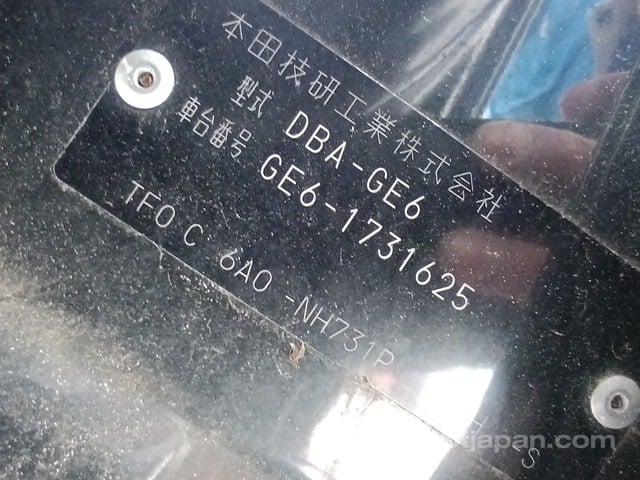 本田技研工業株式会社
型式 DBA-GE6
車台番号 GE6-1731625
TFO C 6A0 -NH731P
tjapan.com